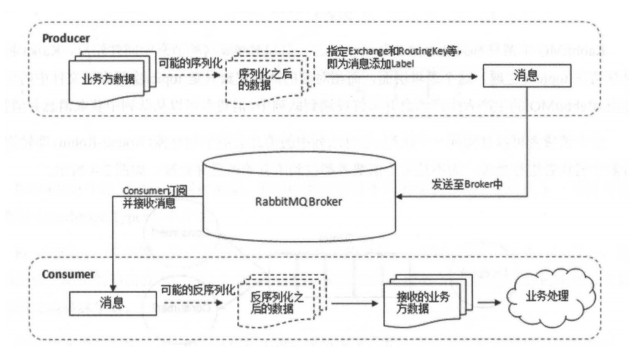 Producer
业务方数据
可能的序列化
序列化之后
的数据
指定Exchange和RoutingKey等,
即为消息添加Label
消息
发送至Broker中
RabbitMQ Broker
Consumer订阅
并接收消息
Consumer
消息
可能的反序列化
反序列化之
后的数据
接收的业务
方数据
业务处理